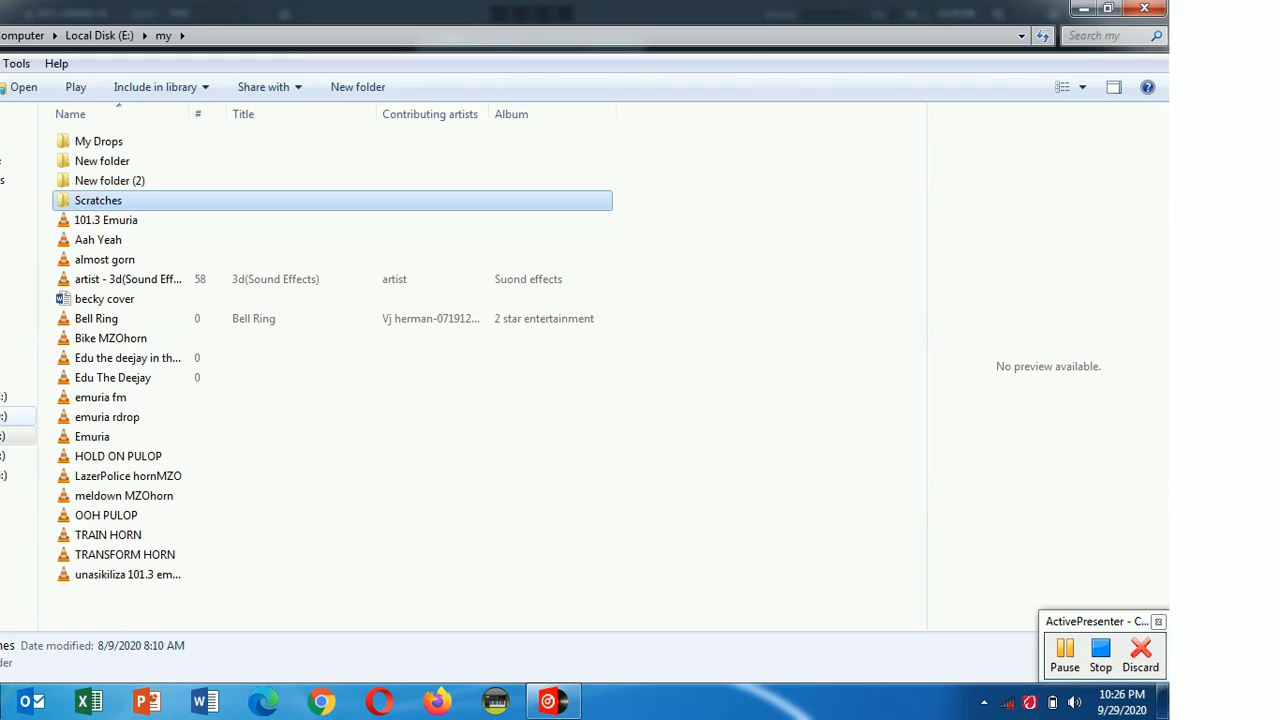 omputer Local Disk (E:) my Search my
Tools Help
Open Play Include in library Share with New folder
Name # Title Contributing artists Album
My Drops
New folder
New folder (2)
Scratches
101.3 Emuria
Aah Yeah
almost gorn
artist - 3d(Sound Eff... 58 3d(Sound Effects) artist Suond effects
becky cover
Bell Ring 0 Bell Ring Vj herman-071912... 2 star entertainment
Bike MZOhorn
Edu the deejay in th... 0
No preview available.
Edu The Deejay 0
emuria fm
emuria rdrop
Emuria
HOLD ON PULOP
LazerPolice hornMZO
meldown MZOhorn
OOH PULOP
TRAIN HORN
TRANSFORM HORN
unasikiliza 101.3 em...
ActivePresenter - C...
Pause Stop Discard
nes Date modified: 8/9/2020 8:10 AM
der
10:26 PM
9/29/2020